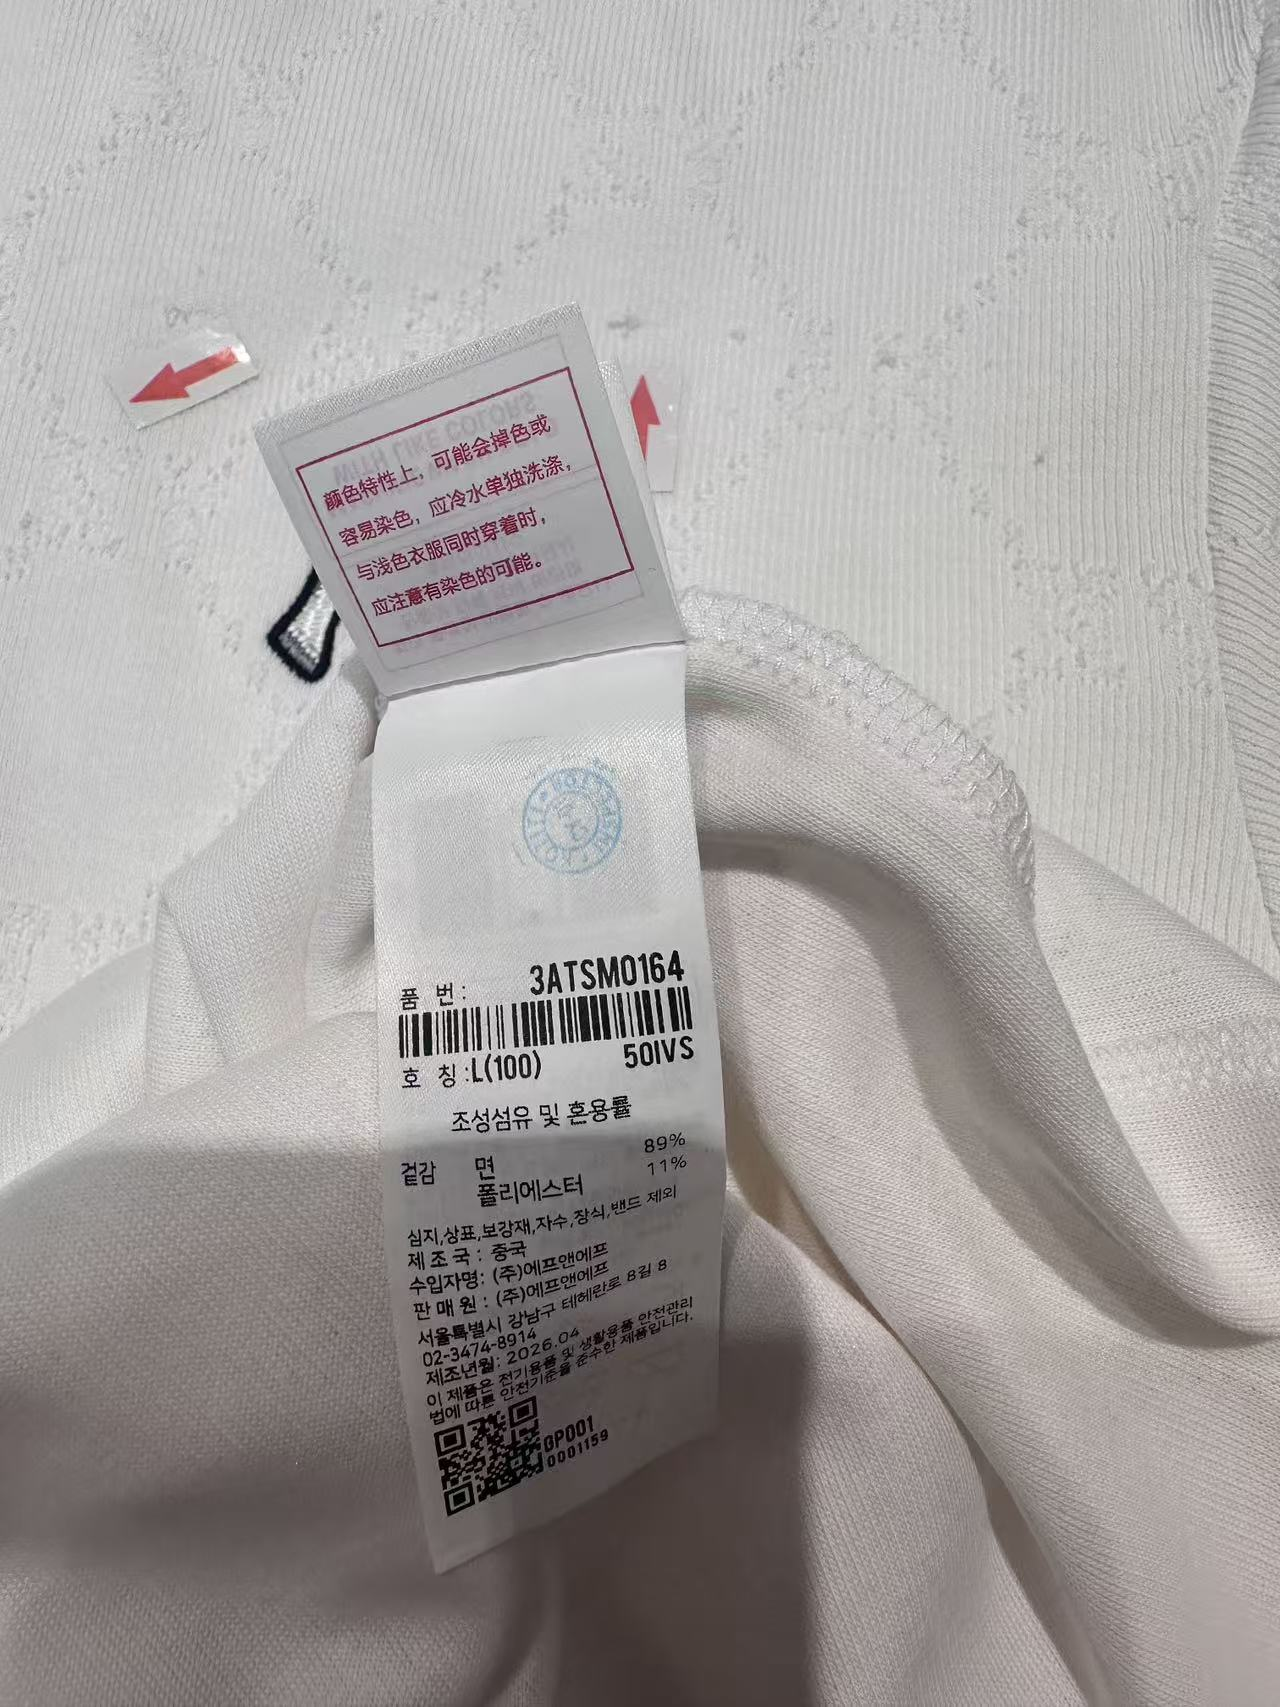 颜色特性上，可能会掉色或
容易染色，应冷水单独洗涤，
与浅色衣服同时穿着时，
应注意有染色的可能。
품 번: 3ATSM0164
호 칭:L(100) 50IVS
조성섬유 및 혼용률
겉감 면 89%
폴리에스터 11%
심지,상표,보강재,자수,장식,밴드 제외
제 조 국 : 중국
수입자명: (주)에프앤에프
판 매 원 : (주)에프앤에프
서울특별시 강남구 테헤란로 8길 8
02-3474-8914
제조년월: 2026.04
이 제품은 전기용품 및 생활용품 안전관리
법에 따른 안전기준을 준수한 제품입니다.
GP001
0001159